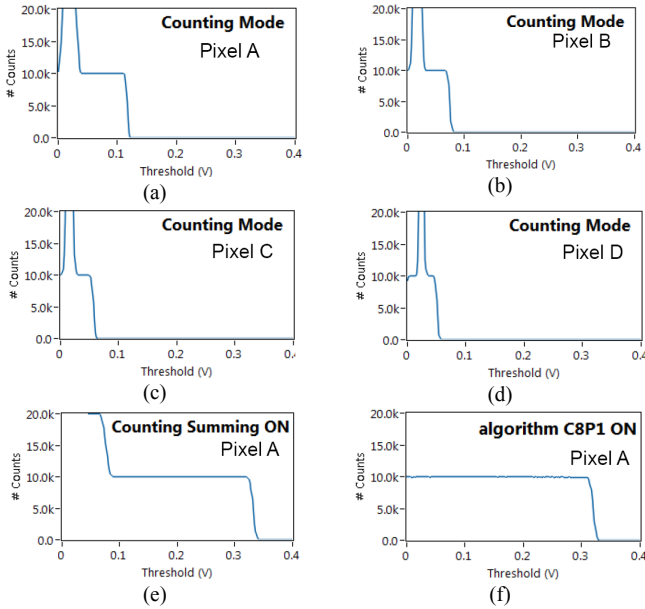 20.0k
Counting Mode
Pixel A
15.0k
# Counts
10.0k
5.0k
0.0
0 0.1 0.2 0.3 0.4
Threshold (V)
(a)
20.0k
Counting Mode
Pixel B
15.0k
# Counts
10.0k
5.0k
0.0
0 0.1 0.2 0.3 0.4
Threshold (V)
(b)
20.0k
Counting Mode
Pixel C
15.0k
# Counts
10.0k
5.0k
0.0
0 0.1 0.2 0.3 0.4
Threshold (V)
(c)
20.0k
Counting Mode
Pixel D
15.0k
# Counts
10.0k
5.0k
0.0
0 0.1 0.2 0.3 0.4
Threshold (V)
(d)
20.0k
Counting Summing ON
Pixel A
15.0k
# Counts
10.0k
5.0k
0.0
0 0.1 0.2 0.3 0.4
Threshold (V)
(e)
20.0k
algorithm C8P1 ON
Pixel A
15.0k
# Counts
10.0k
5.0k
0.0
0 0.1 0.2 0.3 0.4
Threshold (V)
(f)